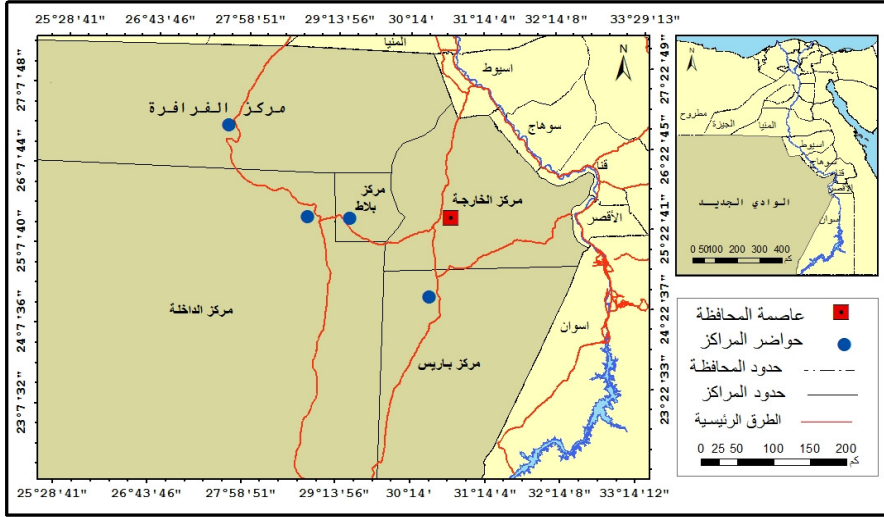 25°28'41" 26°43'46" 27°58'51" 29°13'56" 30°14' 31°14'4" 32°14'8" 33°29'13"
27°7'48"
26°7'44"
25°7'40"
24°7'36"
23°7'32"
27°22'49"
26°22'45"
25°22'41"
24°22'37"
23°22'33"
N
المنيا
اسيوط
سوهاج
قنا
الأقصر
اسوان
مركز الفرافرة
مركز
بلاط
مركز الخارجة
مركز الداخلة
مركز باريس
25°28'41" 26°43'46" 27°58'51" 29°13'56" 30°14' 31°14'4" 32°14'8" 33°14'12"
N
مطروح
الجيزة
المنيا
اسيوط
سوهاج
قنا
الأقصر
اسوان
الوادي الجديد
0 50 100 200 300 400
كم
عاصمة المحافظة
حواضر المراكز
حدود المحافظة
حدود المراكز
الطرق الرئيسية
0 25 50 100 150 200
كم